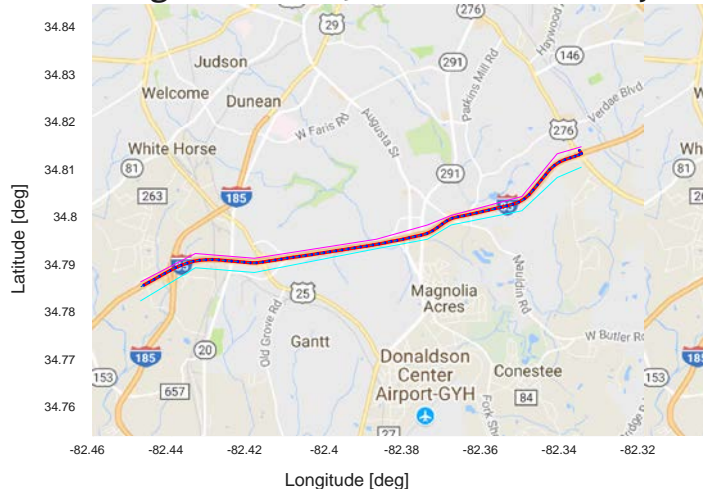 34.84
34.83
34.82
34.81
34.8
34.79
34.78
34.77
34.76
Latitude [deg]
-82.46
-82.44
-82.42
-82.4
-82.38
-82.36
-82.34
-82.32
Longitude [deg]
276
29
Haywood
146
Judson
291
Parkins Mill Rd
Verdae Blvd
Welcome
Dunean
W Faris Rd
Augusta St
276
White Horse
81
291
263
185
25
Magnolia
Acres
Mauldin Rd
Old Grove Rd
Gantt
W Butler Rd
185
20
Donaldson
Center
Airport-GYH
Conestee
153
153
657
84
27